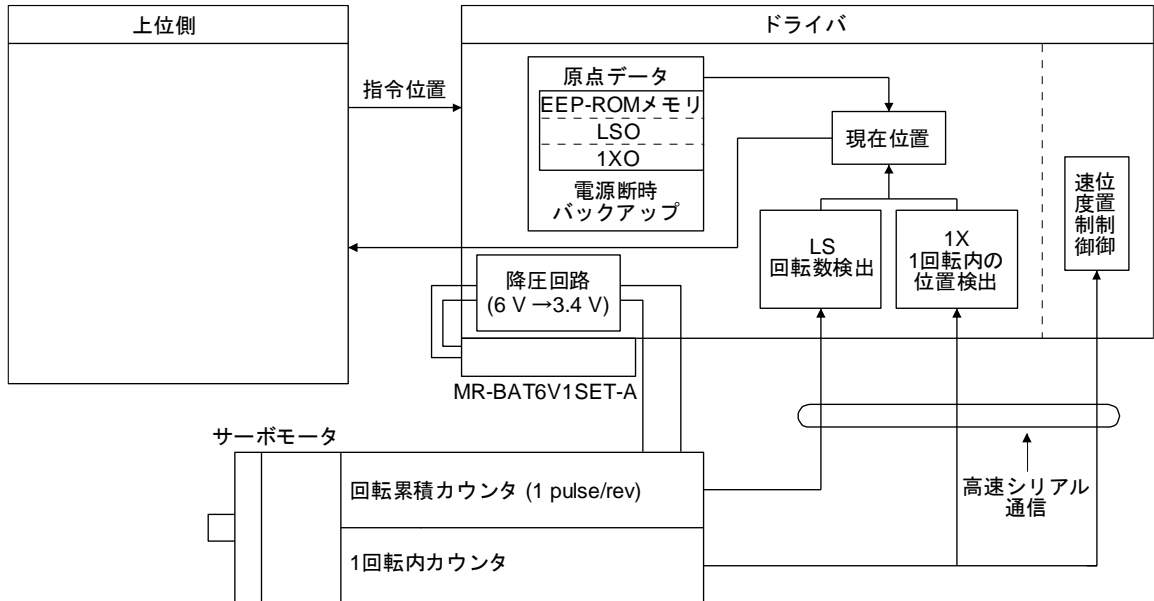 上位側
ドライバ
指令位置
原点データ
EEP-ROMメモリ
LSO
1XO
電源断時
バックアップ
現在位置
LS
回転数検出
1X
1回転内の
位置検出
位置制御
速度制御
降圧回路
(6 V →3.4 V)
MR-BAT6V1SET-A
サーボモータ
回転累積カウンタ (1 pulse/rev)
1回転内カウンタ
高速シリアル
通信